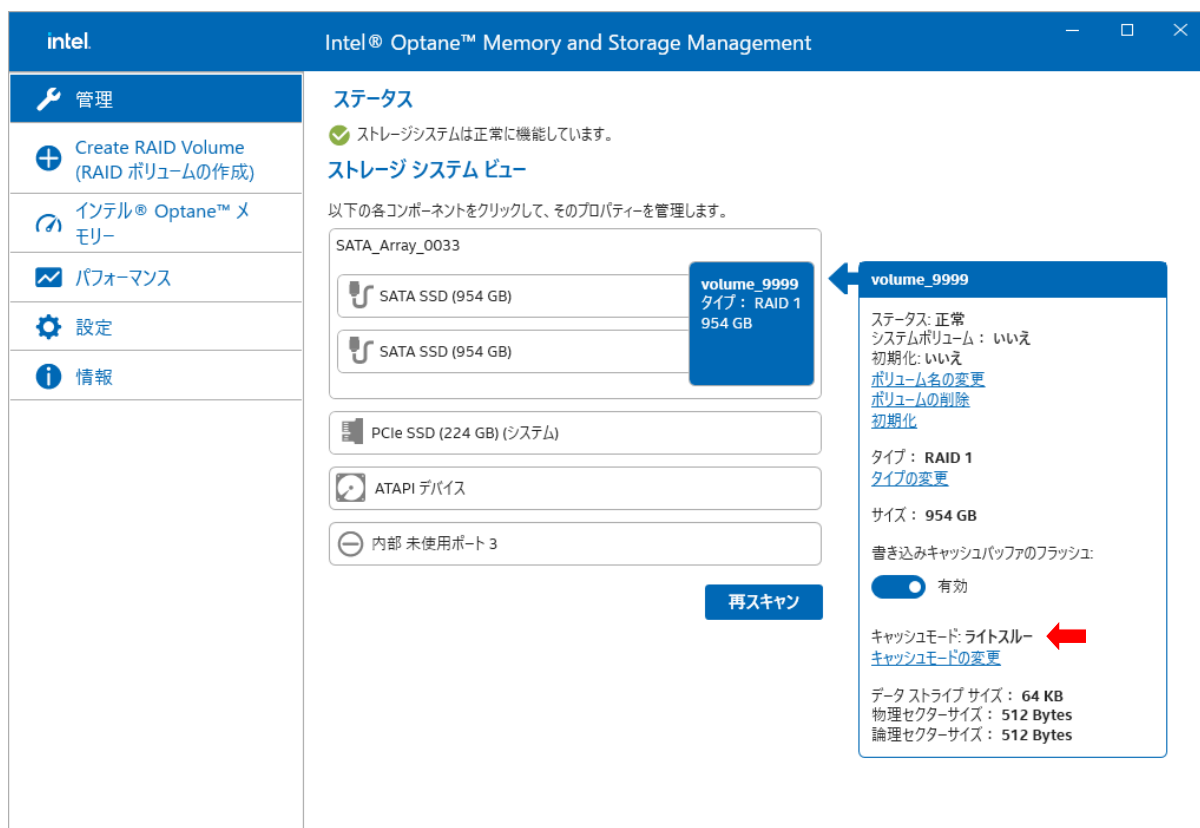 intel.
Intel® Optane™ Memory and Storage Management
管理
Create RAID Volume
(RAID ボリュームの作成)
インテル® Optane™ メ
モリー
パフォーマンス
設定
情報
ステータス
ストレージシステムは正常に機能しています。
ストレージ システム ビュー
以下の各コンポーネントをクリックして、そのプロパティーを管理します。
SATA_Array_0033
SATA SSD (954 GB)
SATA SSD (954 GB)
volume_9999
タイプ： RAID 1
954 GB
PCIe SSD (224 GB) (システム)
ATAPI デバイス
内部 未使用ポート 3
再スキャン
volume_9999
ステータス: 正常
システムボリューム： いいえ
初期化: いいえ
ボリューム名の変更
ボリュームの削除
初期化
タイプ： RAID 1
タイプの変更
サイズ： 954 GB
書き込みキャッシュバッファのフラッシュ:
有効
キャッシュモード: ライトスルー
キャッシュモードの変更
データ ストライプ サイズ： 64 KB
物理セクターサイズ： 512 Bytes
論理セクターサイズ： 512 Bytes